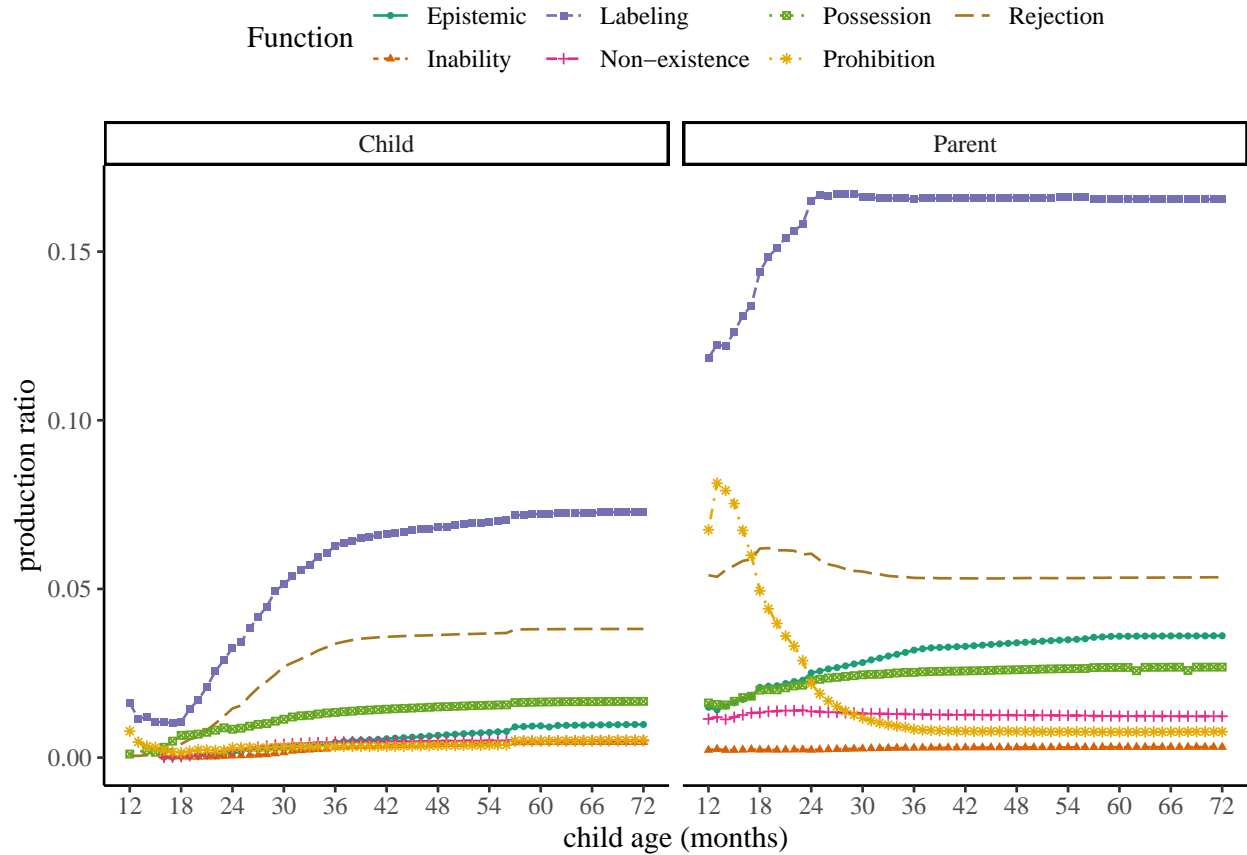 Function
Epistemic Labeling Possession Rejection
Inability Non−existence Prohibition
Child Parent
0.15
0.10
0.05
0.00
production ratio
12 18 24 30 36 42 48 54 60 66 72 12 18 24 30 36 42 48 54 60 66 72
child age (months)